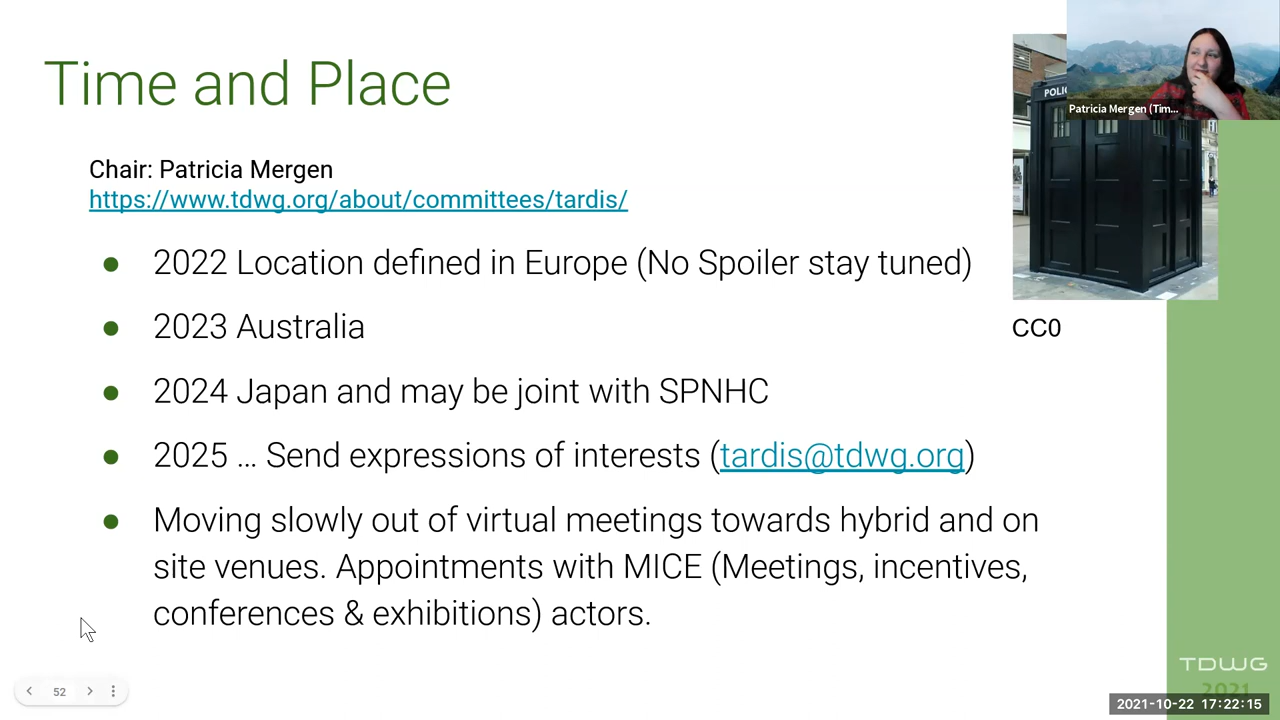 Time and Place
POLIC
Patricia Mergen (Tim...
Chair: Patricia Mergen
https://www.tdwg.org/about/committees/tardis/
● 2022 Location defined in Europe (No Spoiler stay tuned)
● 2023 Australia
CC0
● 2024 Japan and may be joint with SPNHC
● 2025 ... Send expressions of interests (tardis@tdwg.org)
● Moving slowly out of virtual meetings towards hybrid and on
site venues. Appointments with MICE (Meetings, incentives,
conferences & exhibitions) actors.
52
TDWG
2021
2021-10-22 17:22:15